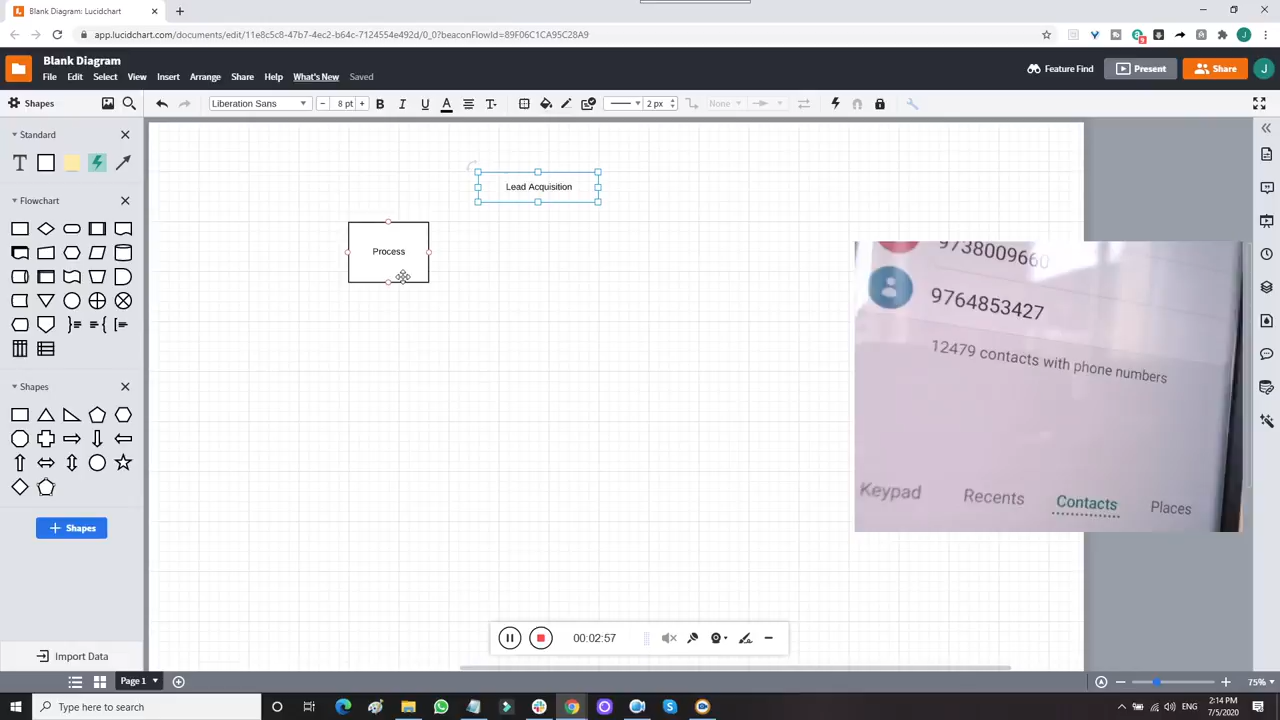 Blank Diagram: Lucidchart
app.lucidchart.com/documents/edit/11e8c5c8-47b7-4ec2-b64c-7124554e492d/0_0?beaconFlowId=89F06C1CA95C28A9
Blank Diagram
File Edit Select View Insert Arrange Share Help What's New Saved
Feature Find
Present
Share
J
Shapes
Liberation Sans
8 pt
B I U A T
2 px
None
Standard
T
Flowchart
Shapes
Shapes
Import Data
Lead Acquisition
Process
9738009660
9764853427
12479 contacts with phone numbers
Keypad Recents Contacts Places
00:02:57
Page 1
75%
Type here to search
ENG
2:14 PM
7/5/2020